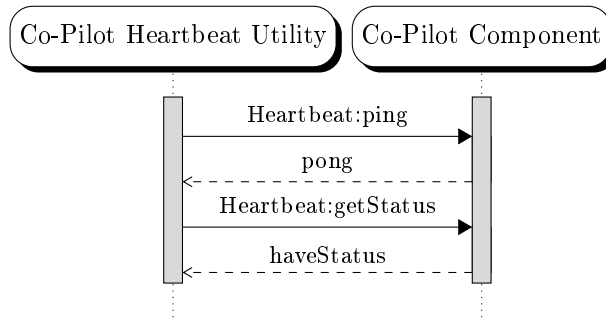 Co-Pilot Heartbeat Utility
Co-Pilot Component
Heartbeat:ping
pong
Heartbeat:getStatus
haveStatus